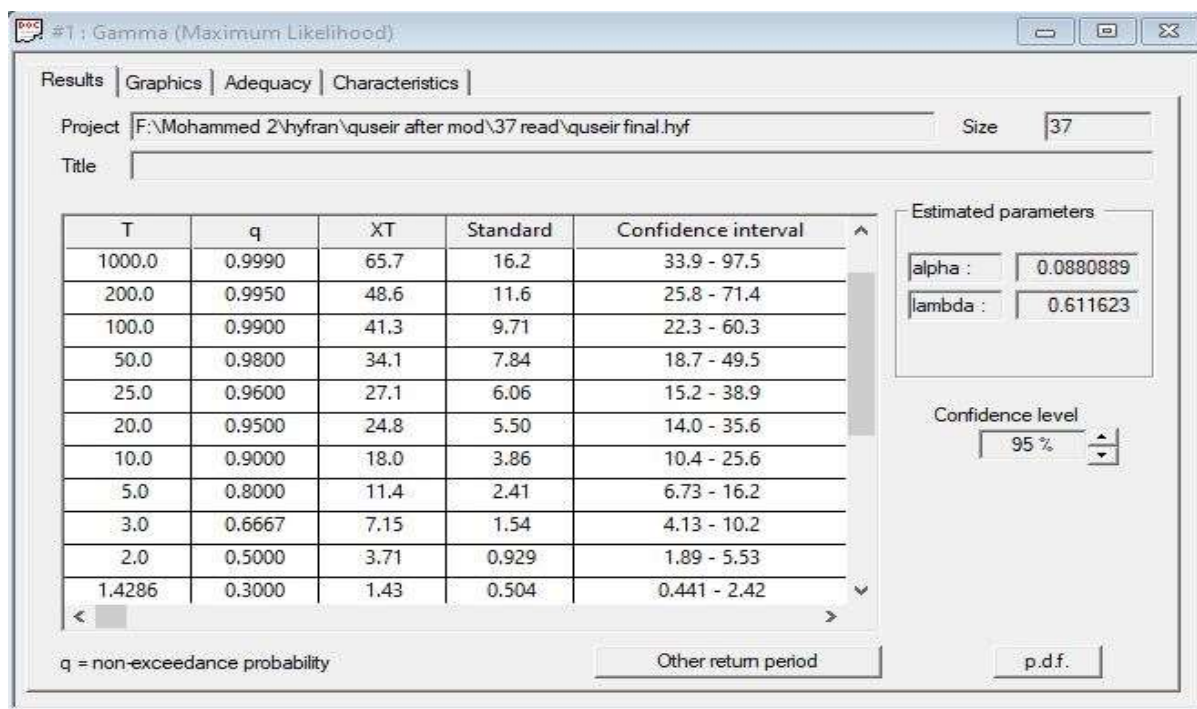 DOC #1 : Gamma (Maximum Likelihood)
Results Graphics Adequacy Characteristics
Project F:\Mohammed 2\hyfran\quseir after mod\37 read\quseir final.hyf Size 37
Title
T q XT Standard Confidence interval
1000.0 0.9990 65.7 16.2 33.9 - 97.5
200.0 0.9950 48.6 11.6 25.8 - 71.4
100.0 0.9900 41.3 9.71 22.3 - 60.3
50.0 0.9800 34.1 7.84 18.7 - 49.5
25.0 0.9600 27.1 6.06 15.2 - 38.9
20.0 0.9500 24.8 5.50 14.0 - 35.6
10.0 0.9000 18.0 3.86 10.4 - 25.6
5.0 0.8000 11.4 2.41 6.73 - 16.2
3.0 0.6667 7.15 1.54 4.13 - 10.2
2.0 0.5000 3.71 0.929 1.89 - 5.53
1.4286 0.3000 1.43 0.504 0.441 - 2.42
Estimated parameters
alpha : 0.0880889
lambda : 0.611623
Confidence level
95 %
q = non-exceedance probability
Other return period
p.d.f.